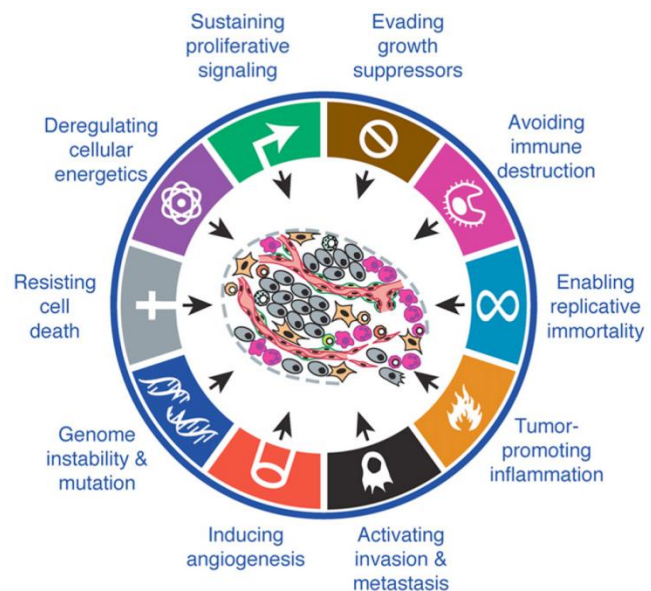 Sustaining
proliferative
signaling
Evading
growth
suppressors
Avoiding
immune
destruction
Enabling
replicative
immortality
Tumor-
promoting
inflammation
Activating
invasion &
metastasis
Inducing
angiogenesis
Genome
instability &
mutation
Resisting
cell
death
Deregulating
cellular
energetics